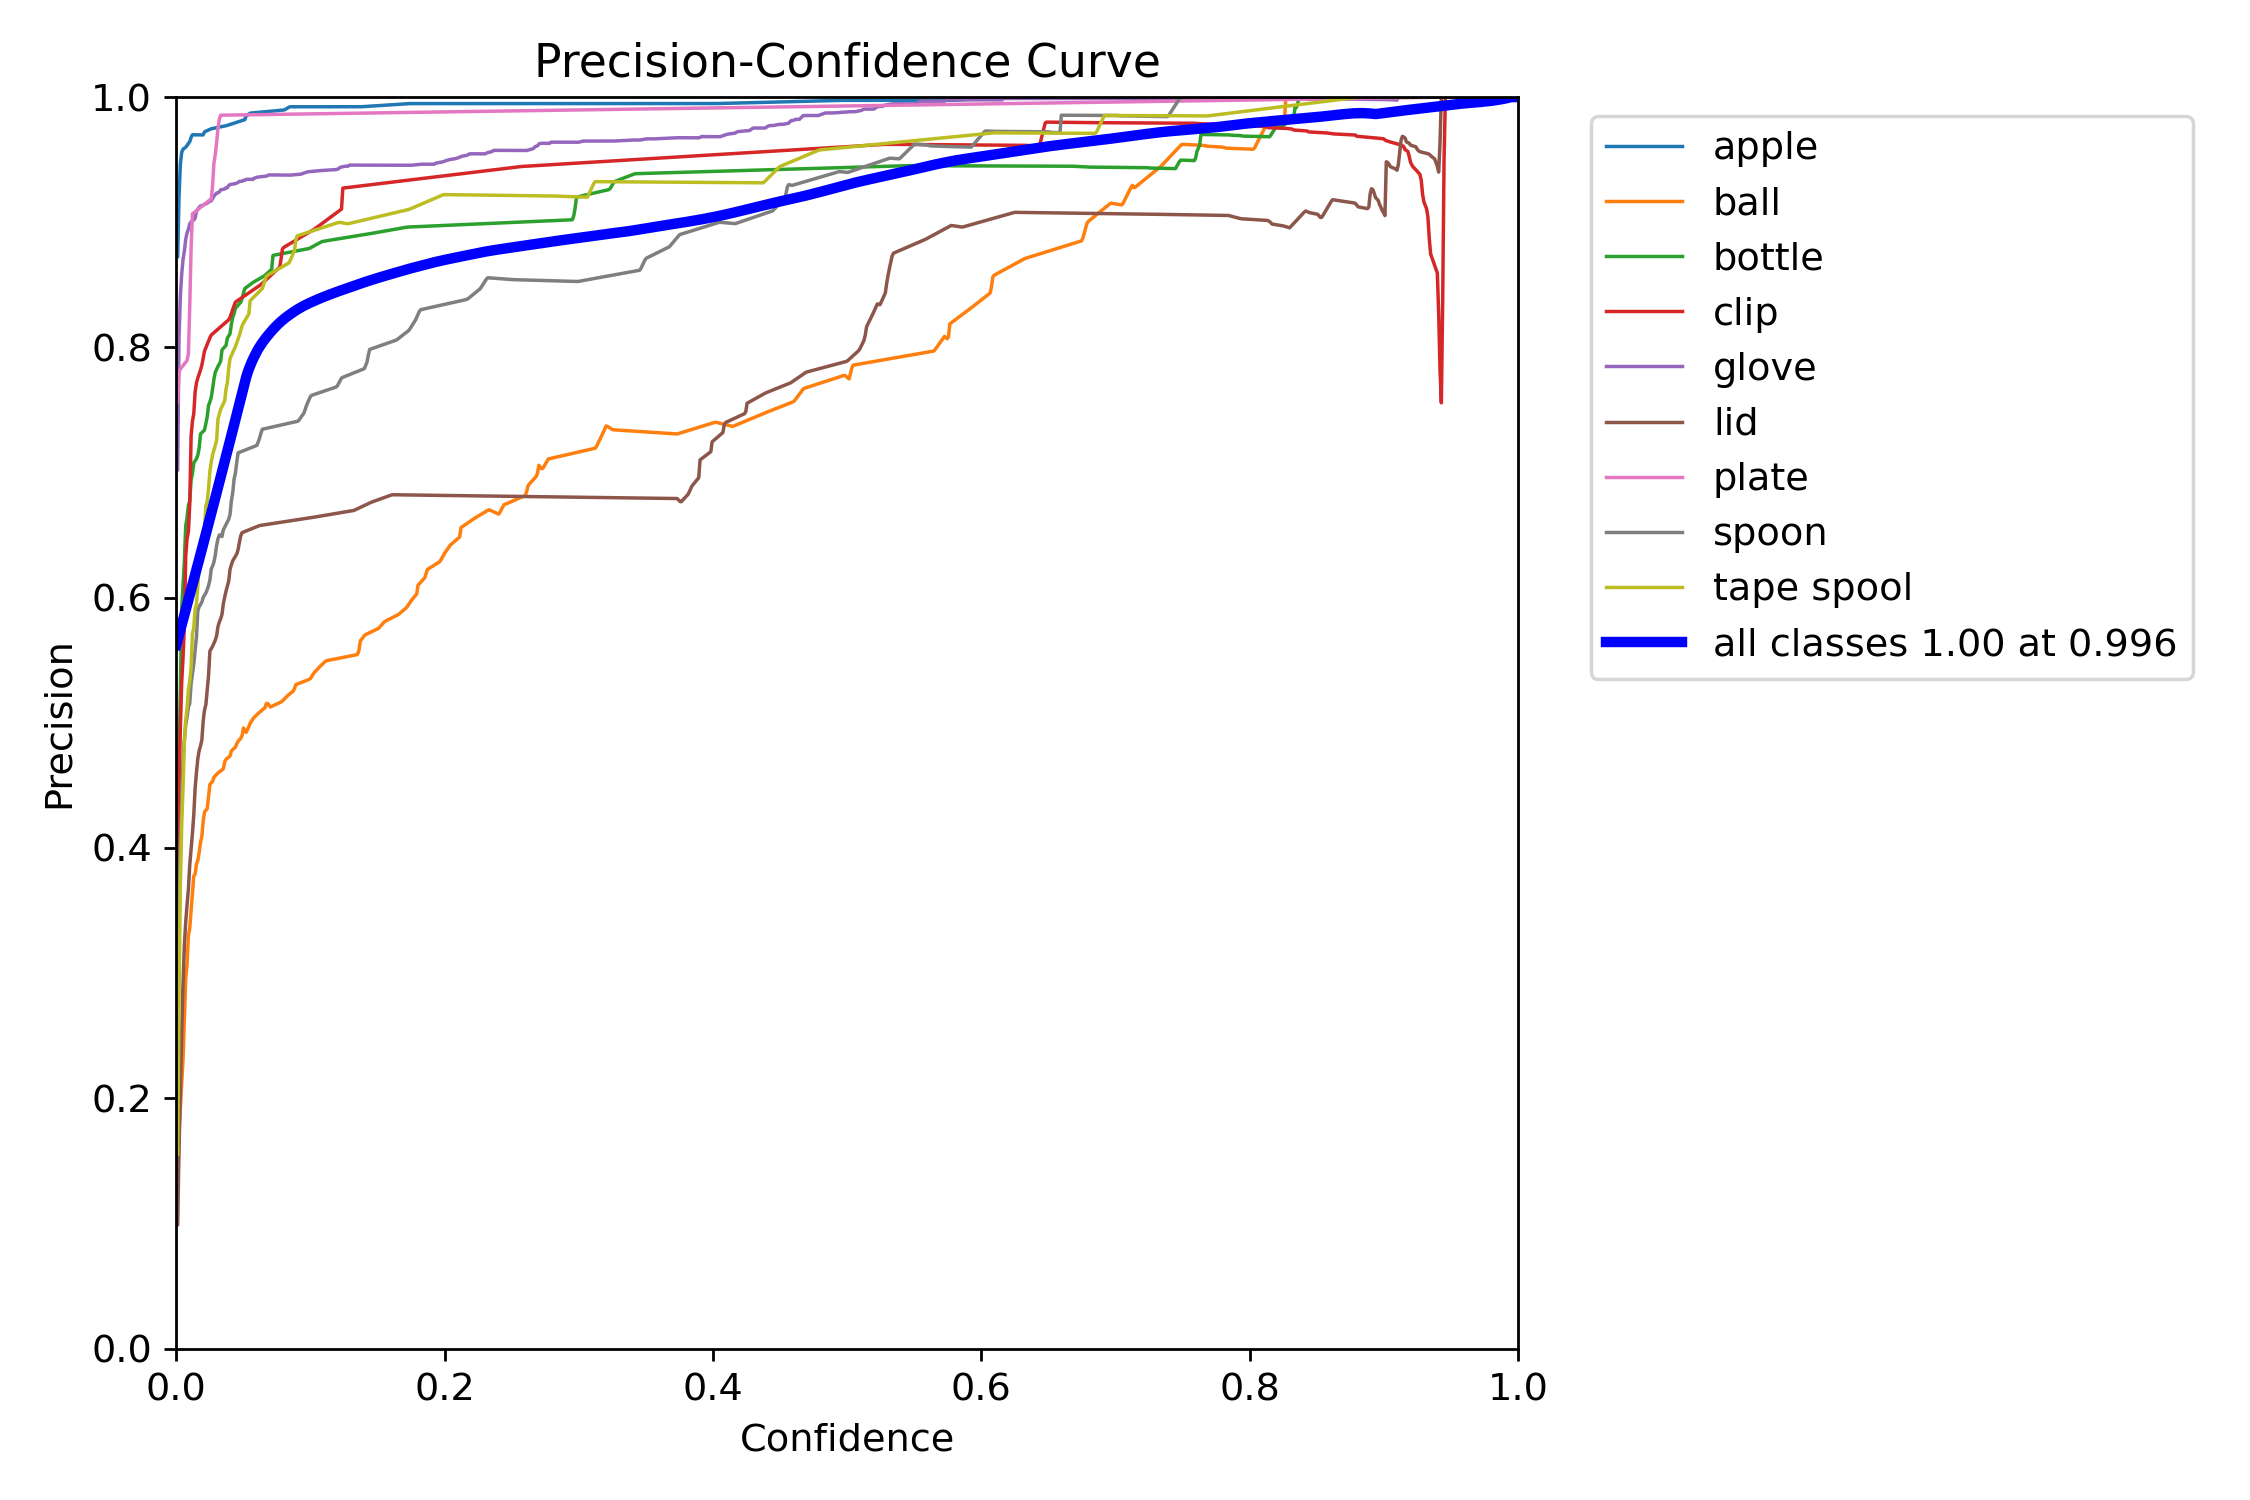 Precision-Confidence Curve
1.0
0.8
0.6
0.4
0.2
0.0
Precision
0.0 0.2 0.4 0.6 0.8 1.0
Confidence
apple
ball
bottle
clip
glove
lid
plate
spoon
tape spool
all classes 1.00 at 0.996